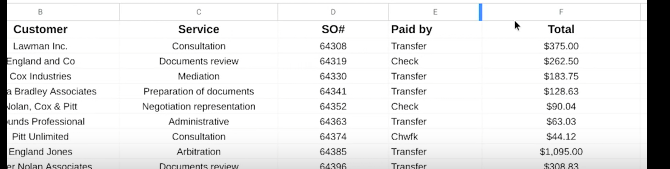 B C D E F
Customer Service SO# Paid by Total
Lawman Inc. Consultation 64308 Transfer $375.00
England and Co Documents review 64319 Check $262.50
Cox Industries Mediation 64330 Transfer $183.75
a Bradley Associates Preparation of documents 64341 Transfer $128.63
Nolan, Cox & Pitt Negotiation representation 64352 Check $90.04
unds Professional Administrative 64363 Transfer $63.03
Pitt Unlimited Consultation 64374 Chwfk $44.12
England Jones Arbitration 64385 Transfer $1,095.00
er Nolan Associates Documents review 64396 Transfer $308.83